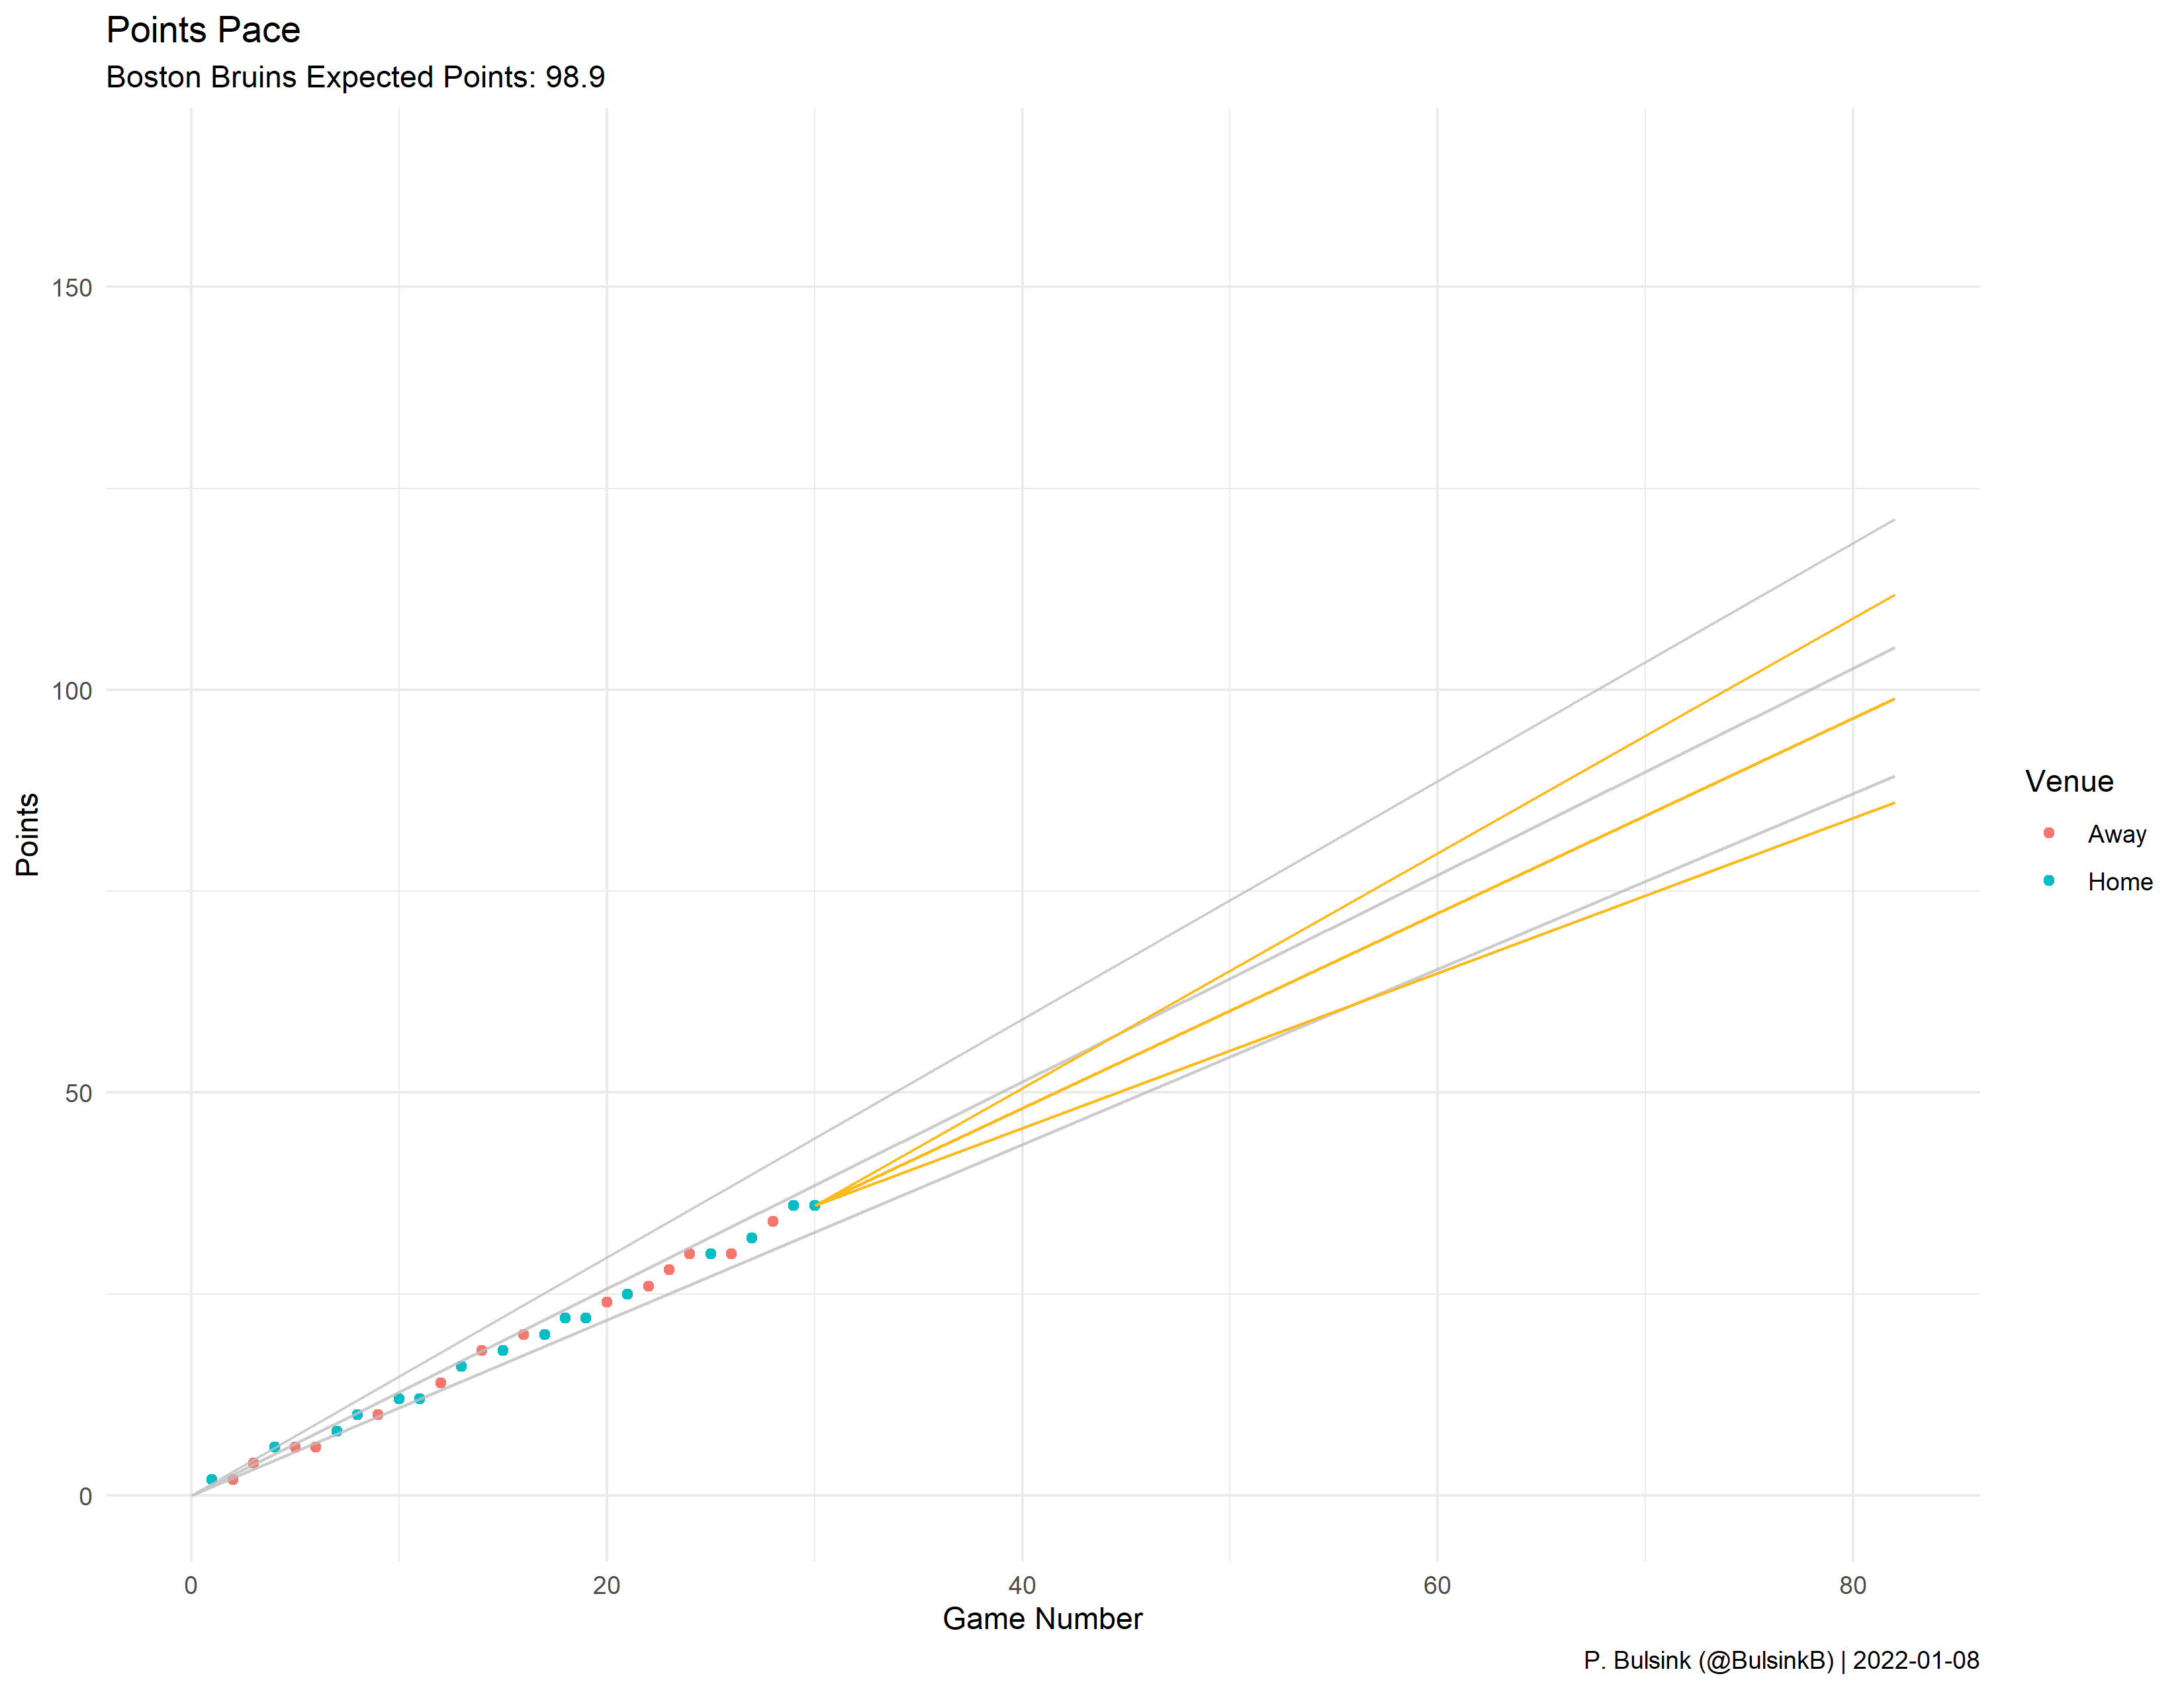 Points Pace
Boston Bruins Expected Points: 98.9
150
100
50
0
Points
0 20 40 60 80
Game Number
Venue
Away
Home
P. Bulsink (@BulsinkB) | 2022-01-08